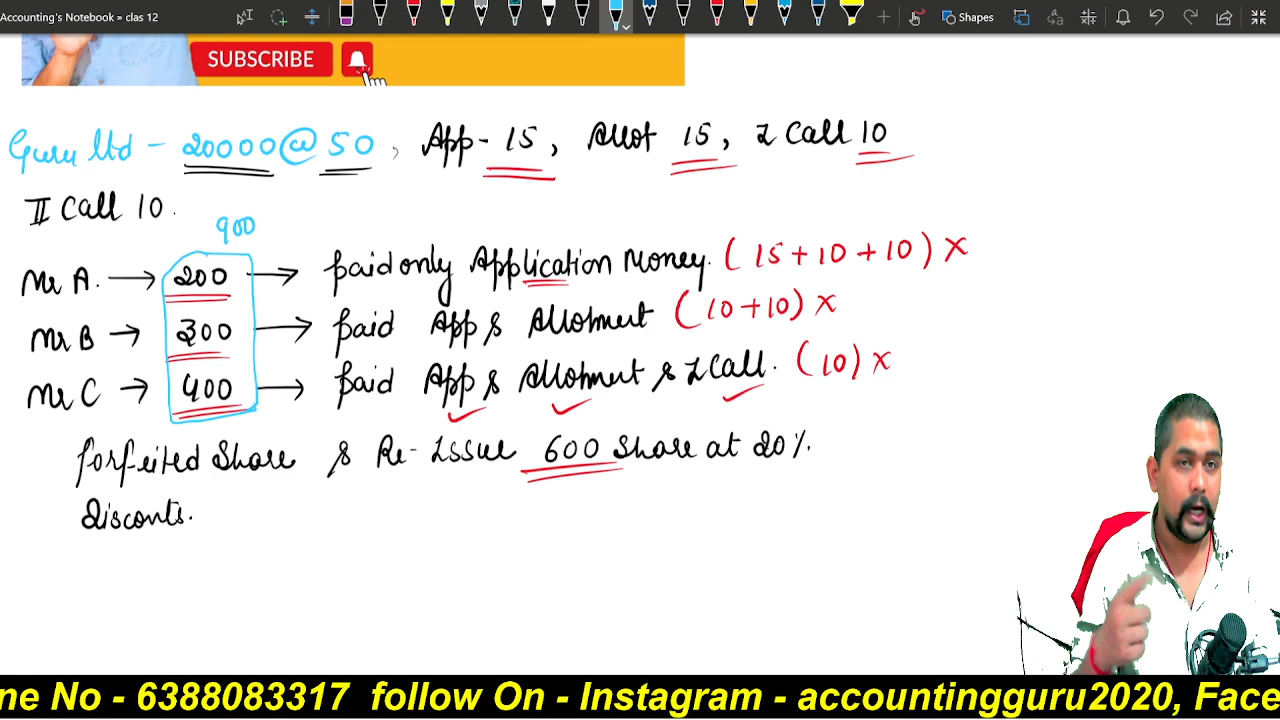 Accounting's Notebook » clas 12
Shapes
SUBSCRIBE
Guru ltd - 20000 @ 50, App - 15, Allot 15, I Call 10
II Call 10.
900
Mr A. → 200 → paid only Application Money. (15 + 10 + 10) ×
Mr B → 300 → paid App & Allotment (10 + 10) ×
Mr C → 400 → paid App & Allotment & I Call. (10) ×
forfeited Share & Re-Issue 600 Share at 20%
Disconts.
ne No - 6388083317 follow On - Instagram - accountingguru2020, Face